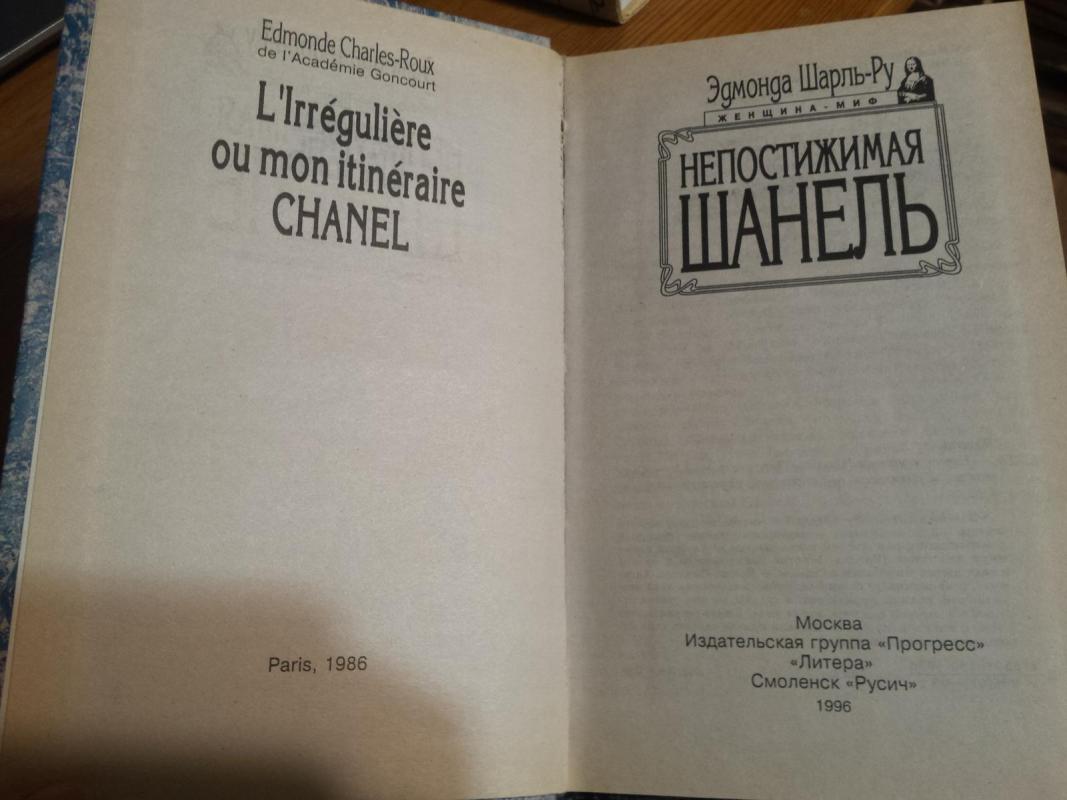 Edmonde Charles-Roux
de l'Académie Goncourt
L'Irrégulière
ou mon itinéraire
CHANEL
Paris, 1986
Эдмонда Шарль-Ру
ЖЕНЩИНА-МИФ
НЕПОСТИЖИМАЯ
ШАНЕЛЬ
Москва
Издательская группа «Прогресс»
«Литера»
Смоленск «Русич»
1996